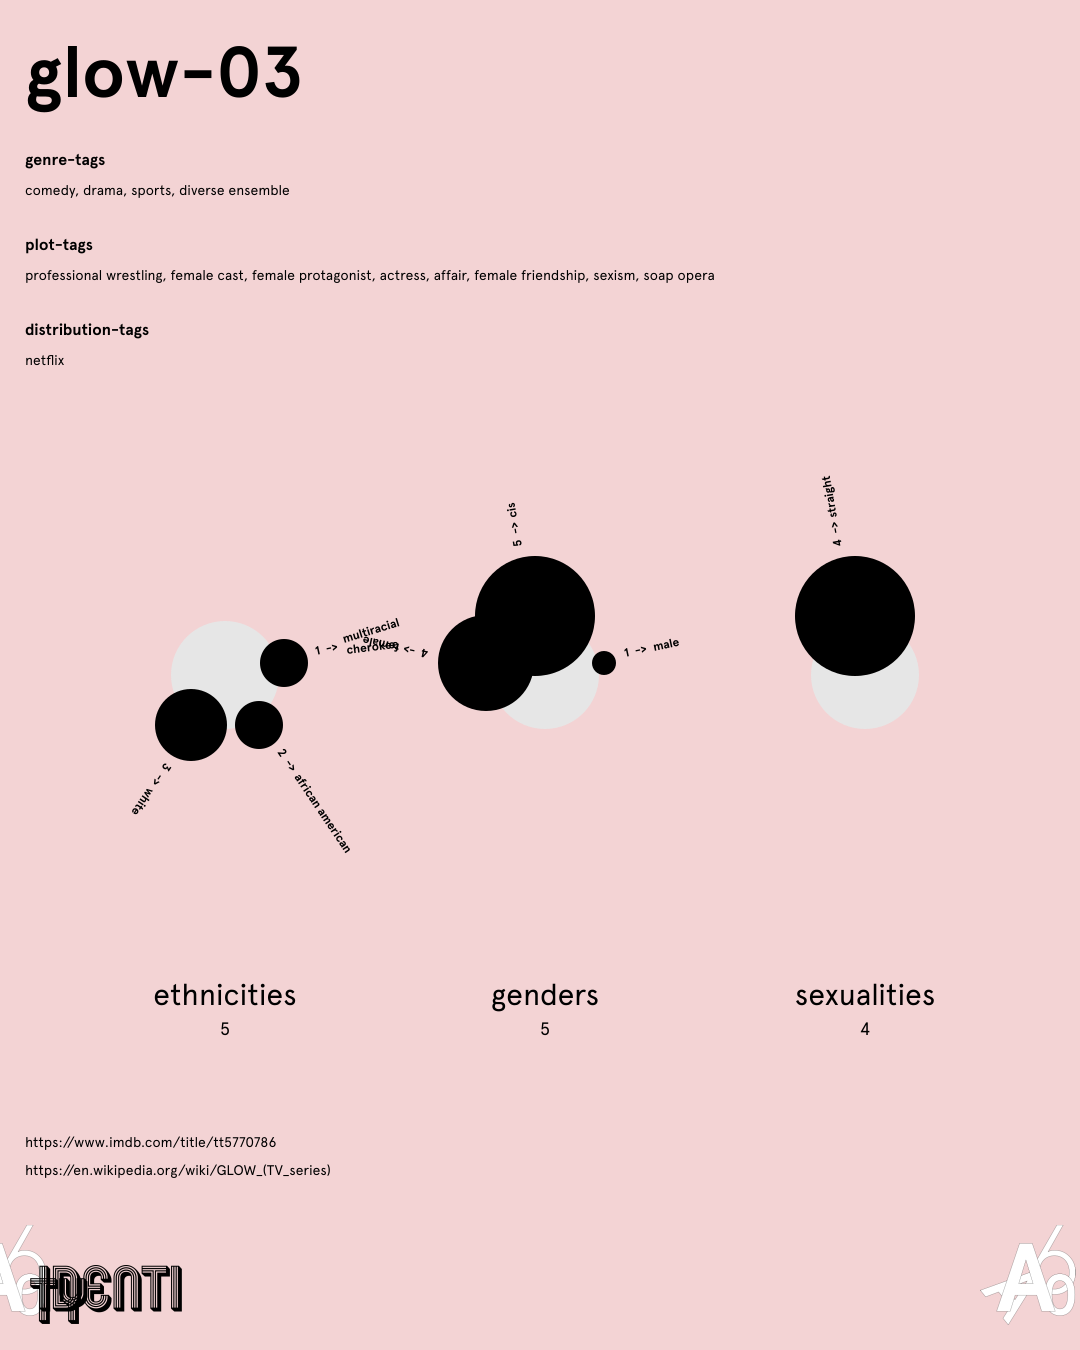 glow-03
genre-tags
comedy, drama, sports, diverse ensemble
plot-tags
professional wrestling, female cast, female protagonist, actress, affair, female friendship, sexism, soap opera
distribution-tags
netflix
1 -> multiracial
cherokee
2 -> african american
3 -> white
5 -> cis
4 -> female
1 -> male
4 -> straight
ethnicities
5
genders
5
sexualities
4
https://www.imdb.com/title/tt5770786
https://en.wikipedia.org/wiki/GLOW_(TV_series)
IDENTI